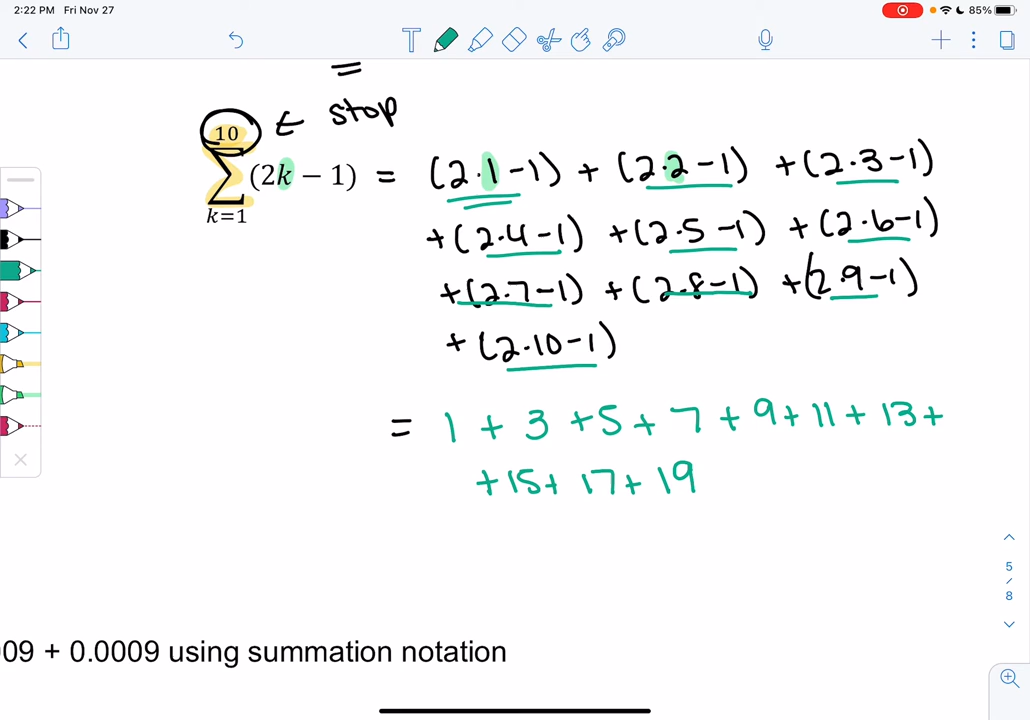 2:22 PM Fri Nov 27
85%
T
=
10 ← stop
∑ (2k − 1) = (2·1-1) + (2·2-1) +(2·3-1)
k=1
+(2·4-1) +(2·5-1) +(2·6-1)
+(2·7-1) +(2·8-1) +(2·9-1)
+(2·10-1)
= 1 + 3 +5+ 7 + 9+ 11 + 13+
+15+ 17+ 19
5
/
8
09 + 0.0009 using summation notation